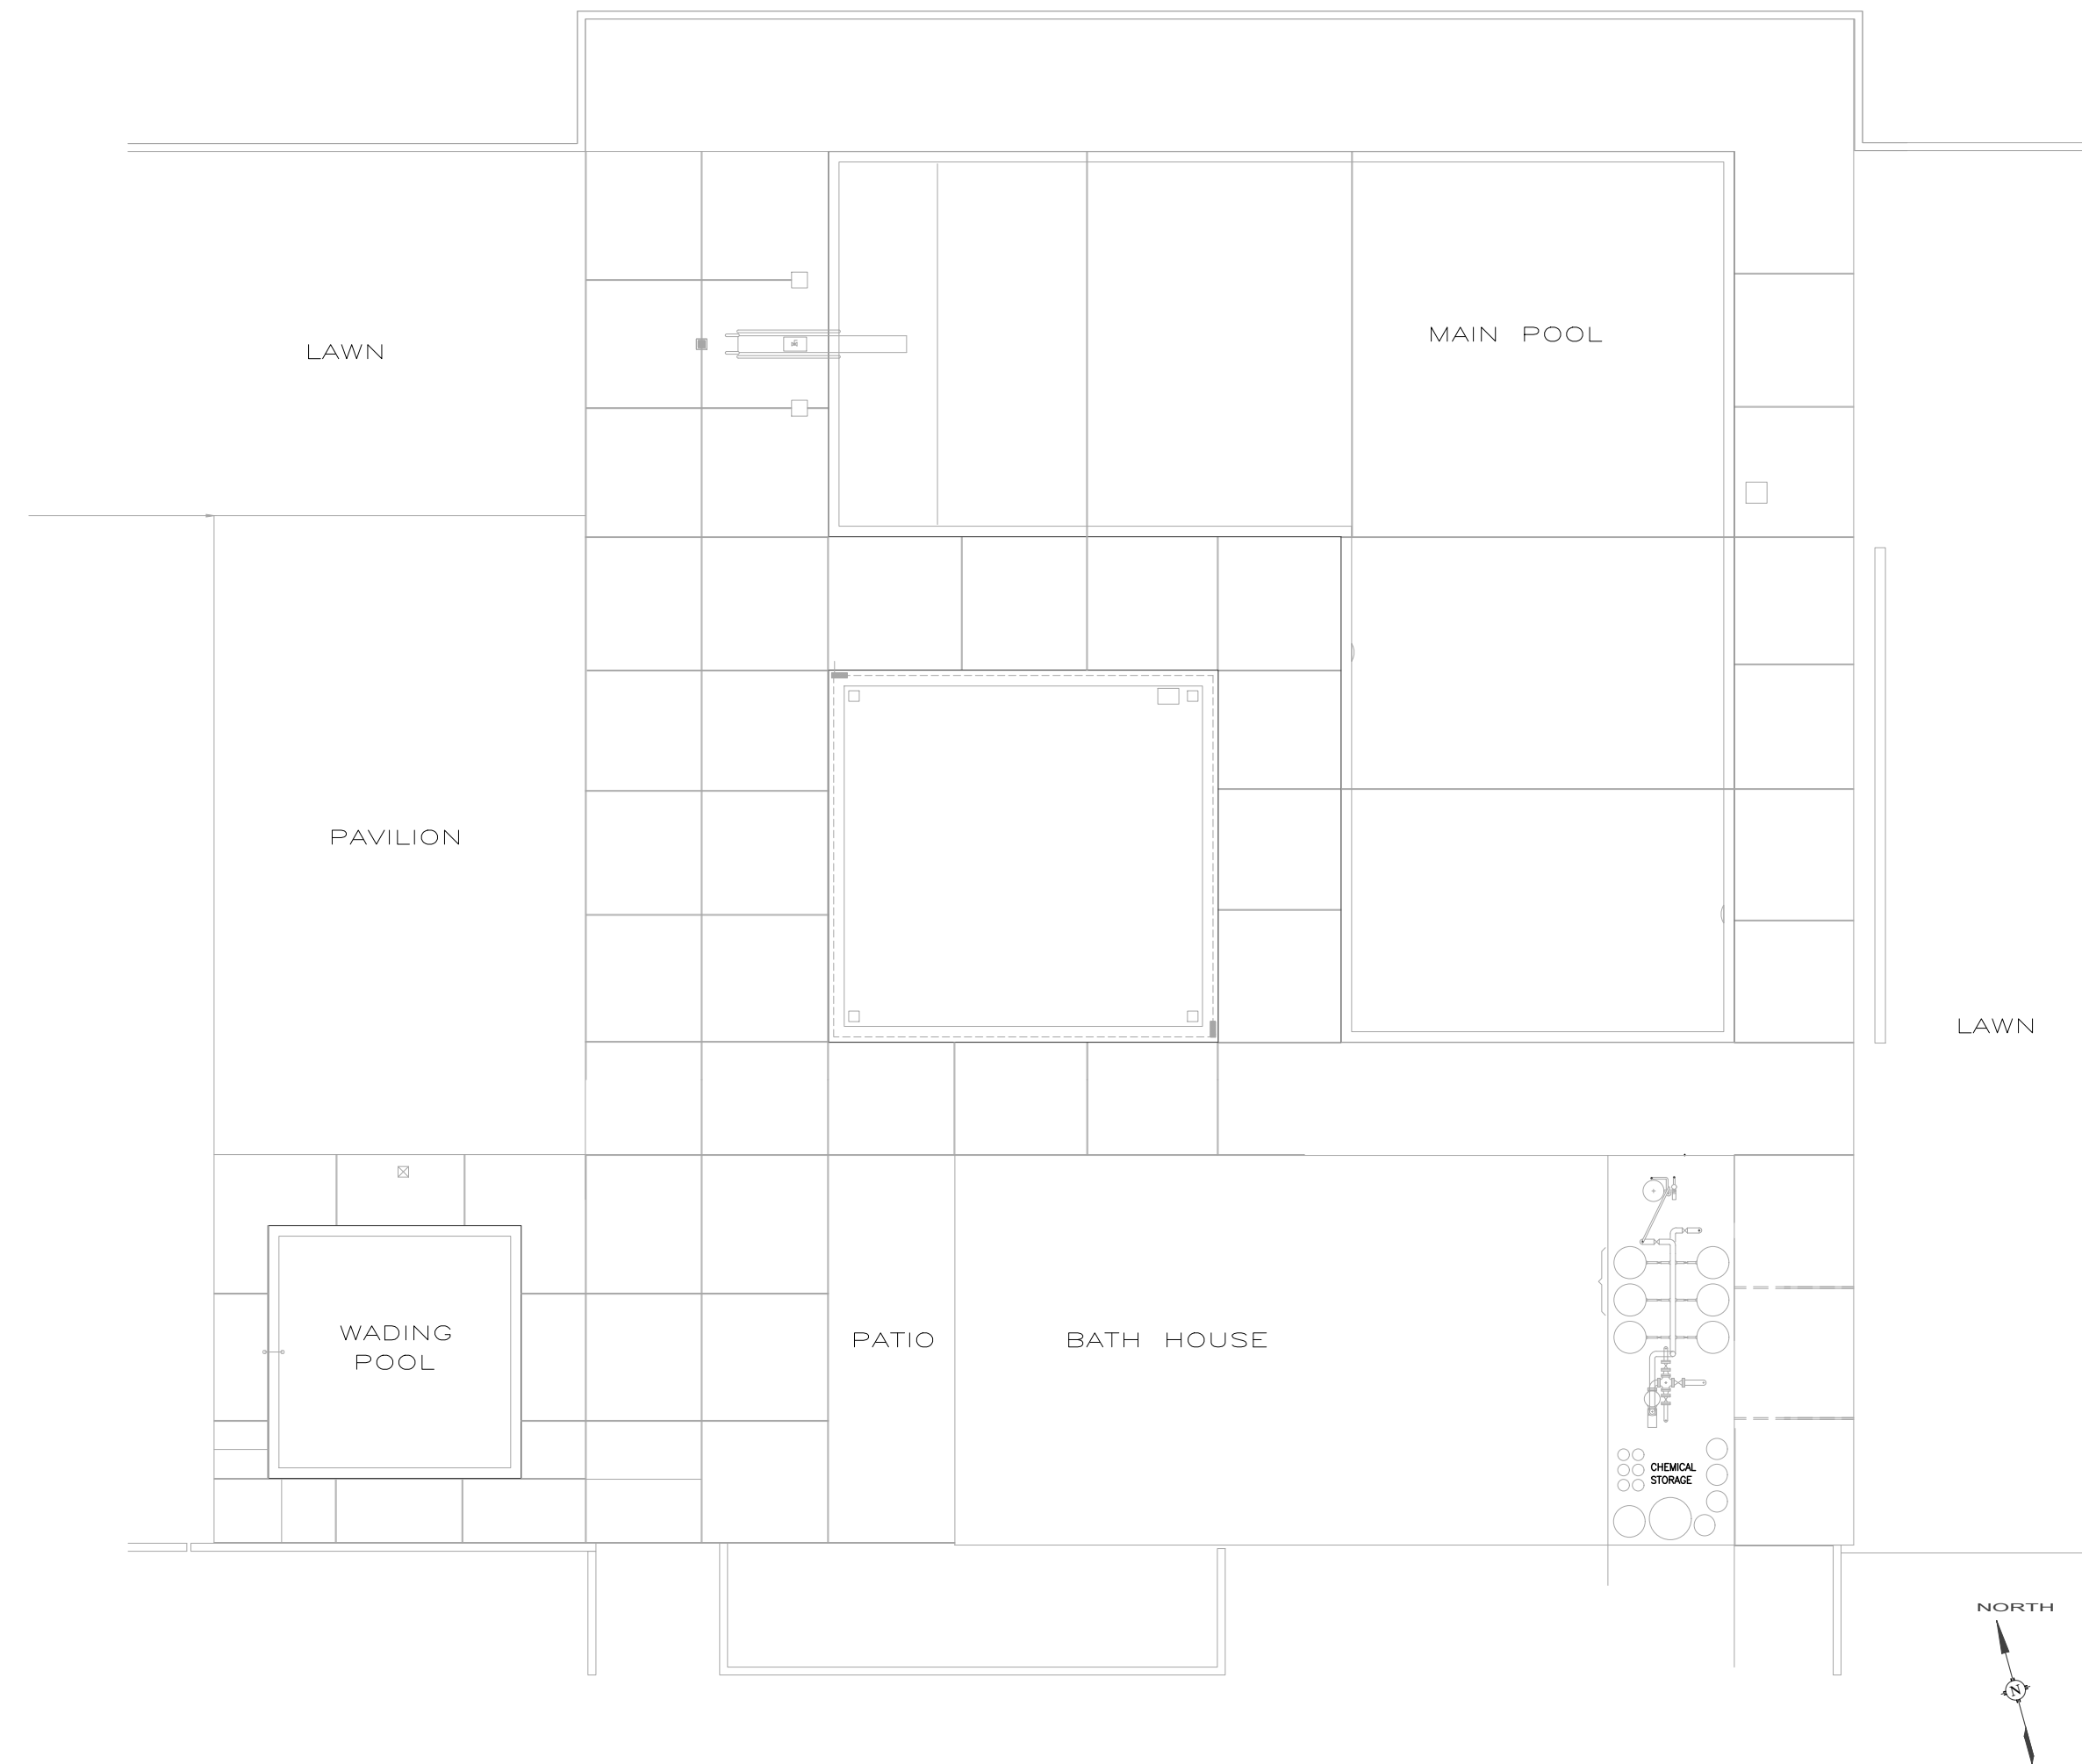 LAWN
MAIN POOL
PAVILION
LAWN
WADING
POOL
PATIO
BATH HOUSE
CHEMICAL
STORAGE
NORTH
N